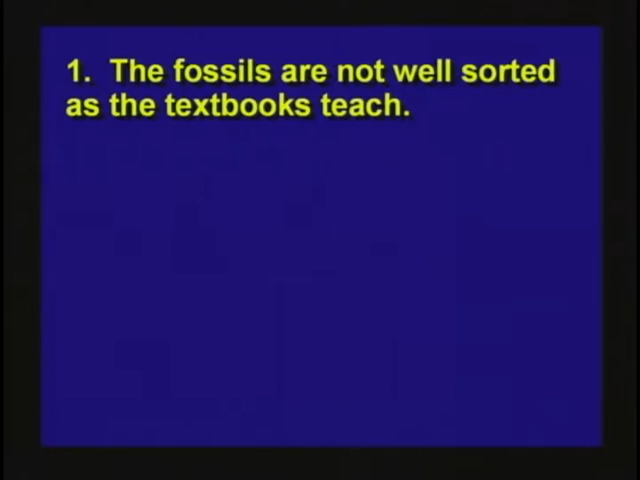 1. The fossils are not well sorted
as the textbooks teach.